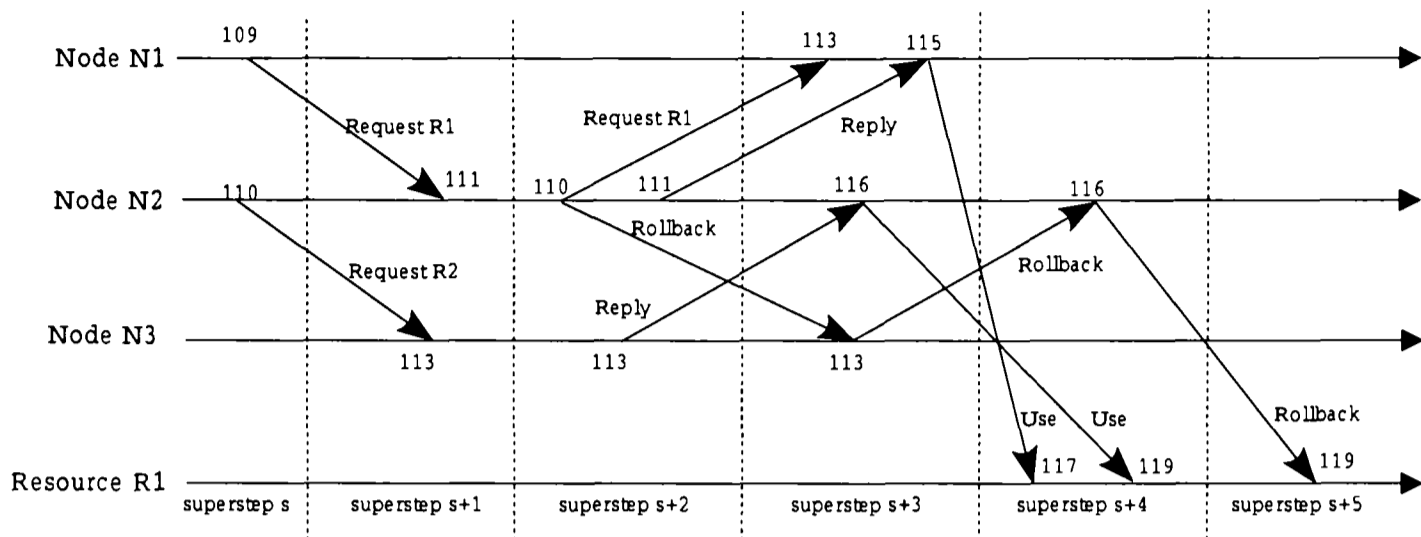 109
113
115
Node N1
Request R1
Request R1
Reply
110
111
110
111
116
116
Node N2
Rollback
Request R2
Rollback
Reply
Node N3
113
113
113
Use
Use
Rollback
117
119
119
Resource R1
superstep s
superstep s+1
superstep s+2
superstep s+3
superstep s+4
superstep s+5